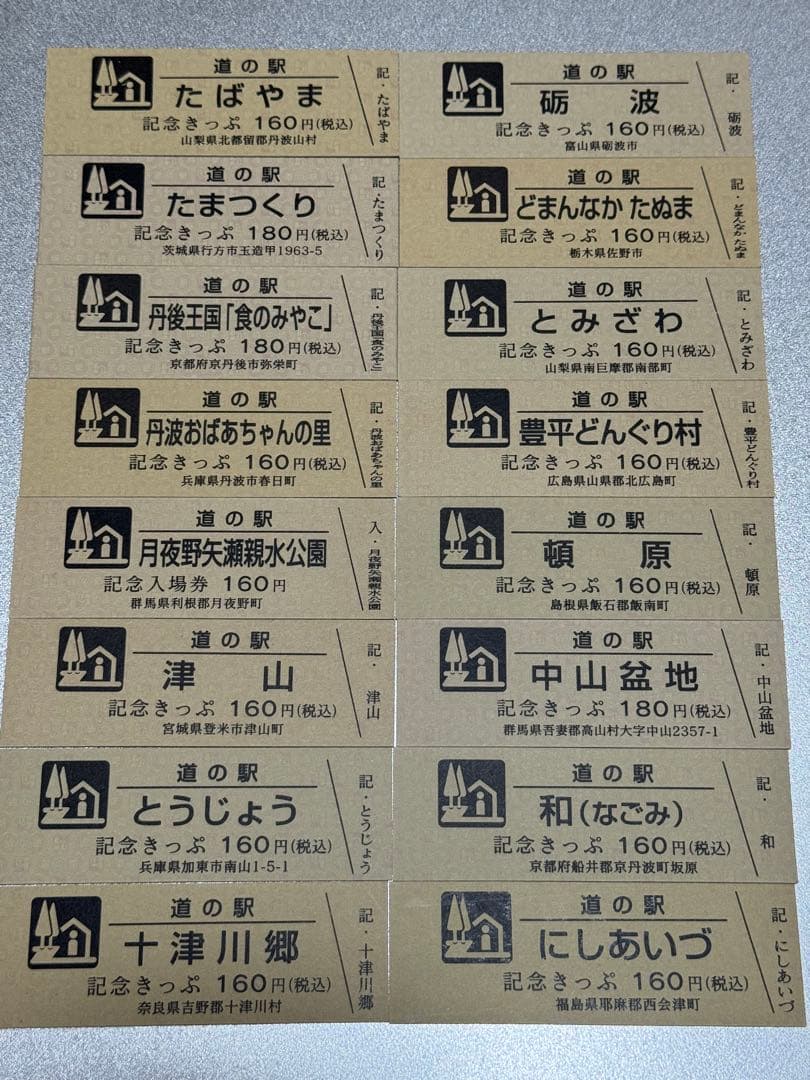 道の駅
たばやま
記念きっぷ 160円(税込)
山梨県北都留郡丹波山村
記・たばやま
道の駅
砺波
記念きっぷ 160円(税込)
富山県砺波市
記・砺波
道の駅
たまつくり
記念きっぷ 180円(税込)
茨城県行方市玉造甲1963-5
記・たまつくり
道の駅
どまんなか たぬま
記念きっぷ 160円(税込)
栃木県佐野市
記・どまんなか たぬま
道の駅
丹後王国「食のみやこ」
記念きっぷ 180円(税込)
京都府京丹後市弥栄町
記・丹後王国「食のみやこ」
道の駅
とみざわ
記念きっぷ 160円(税込)
山梨県南巨摩郡南部町
記・とみざわ
道の駅
丹波おばあちゃんの里
記念きっぷ 160円(税込)
兵庫県丹波市春日町
記・丹波おばあちゃんの里
道の駅
豊平どんぐり村
記念きっぷ 160円(税込)
広島県山県郡北広島町
記・豊平どんぐり村
道の駅
月夜野矢瀬親水公園
記念入場券 160円
群馬県利根郡月夜野町
入・月夜野矢瀬親水公園
道の駅
頓原
記念きっぷ 160円(税込)
島根県飯石郡飯南町
記・頓原
道の駅
津山
記念きっぷ 160円(税込)
宮城県登米市津山町
記・津山
道の駅
中山盆地
記念きっぷ 180円(税込)
群馬県吾妻郡高山村大字中山2357-1
記・中山盆地
道の駅
とうじょう
記念きっぷ 160円(税込)
兵庫県加東市南山1-5-1
記・とうじょう
道の駅
和(なごみ)
記念きっぷ 160円(税込)
京都府船井郡京丹波町坂原
記・和
道の駅
十津川郷
記念きっぷ 160円(税込)
奈良県吉野郡十津川村
記・十津川郷
道の駅
にしあいづ
記念きっぷ 160円(税込)
福島県耶麻郡西会津町
記・にしあいづ